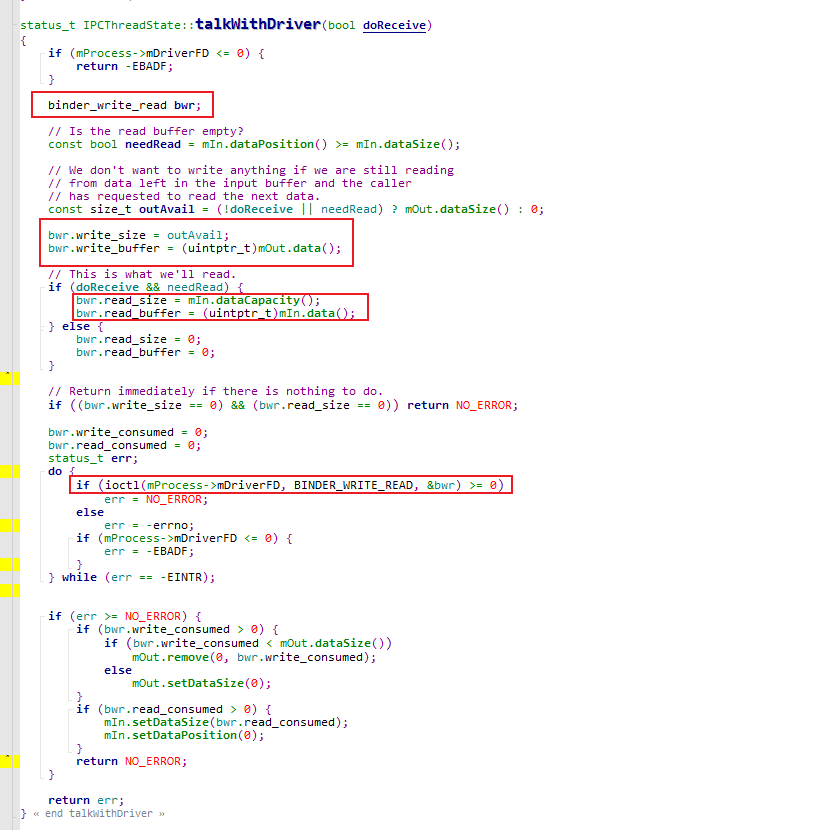 status_t IPCThreadState::talkWithDriver(bool doReceive)
{
    if (mProcess->mDriverFD <= 0) {
        return -EBADF;
    }
    binder_write_read bwr;
    // Is the read buffer empty?
    const bool needRead = mIn.dataPosition() >= mIn.dataSize();
    // We don't want to write anything if we are still reading
    // from data left in the input buffer and the caller
    // has requested to read the next data.
    const size_t outAvail = (!doReceive || needRead) ? mOut.dataSize() : 0;
    bwr.write_size = outAvail;
    bwr.write_buffer = (uintptr_t)mOut.data();
    // This is what we'll read.
    if (doReceive && needRead) {
        bwr.read_size = mIn.dataCapacity();
        bwr.read_buffer = (uintptr_t)mIn.data();
    } else {
        bwr.read_size = 0;
        bwr.read_buffer = 0;
    }
    // Return immediately if there is nothing to do.
    if ((bwr.write_size == 0) && (bwr.read_size == 0)) return NO_ERROR;
    bwr.write_consumed = 0;
    bwr.read_consumed = 0;
    status_t err;
    do {
        if (ioctl(mProcess->mDriverFD, BINDER_WRITE_READ, &bwr) >= 0)
            err = NO_ERROR;
        else
            err = -errno;
        if (mProcess->mDriverFD <= 0) {
            err = -EBADF;
        }
    } while (err == -EINTR);
    if (err >= NO_ERROR) {
        if (bwr.write_consumed > 0) {
            if (bwr.write_consumed < mOut.dataSize())
                mOut.remove(0, bwr.write_consumed);
            else
                mOut.setDataSize(0);
        }
        if (bwr.read_consumed > 0) {
            mIn.setDataSize(bwr.read_consumed);
            mIn.setDataPosition(0);
        }
        return NO_ERROR;
    }
    return err;
} « end talkWithDriver »